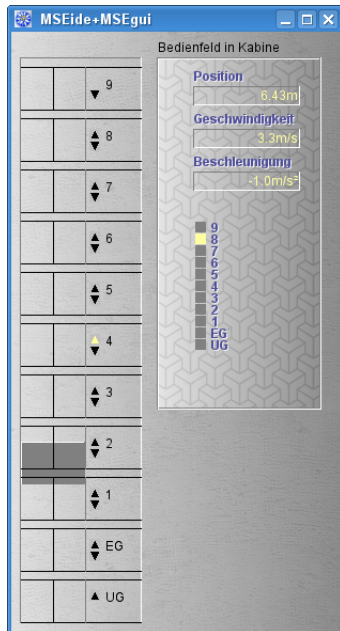 MSEide+MSEgui
Bedienfeld in Kabine
9
8
7
6
5
4
3
2
1
EG
UG
Position
6.43m
Geschwindigkeit
3.3m/s
Beschleunigung
-1.0m/s²
9
8
7
6
5
4
3
2
1
EG
UG